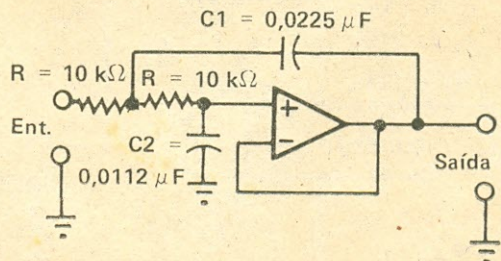 C1 = 0,0225 μF
R = 10 kΩ
R = 10 kΩ
+
−
Ent.
C2 =
0,0112 μF
Saída